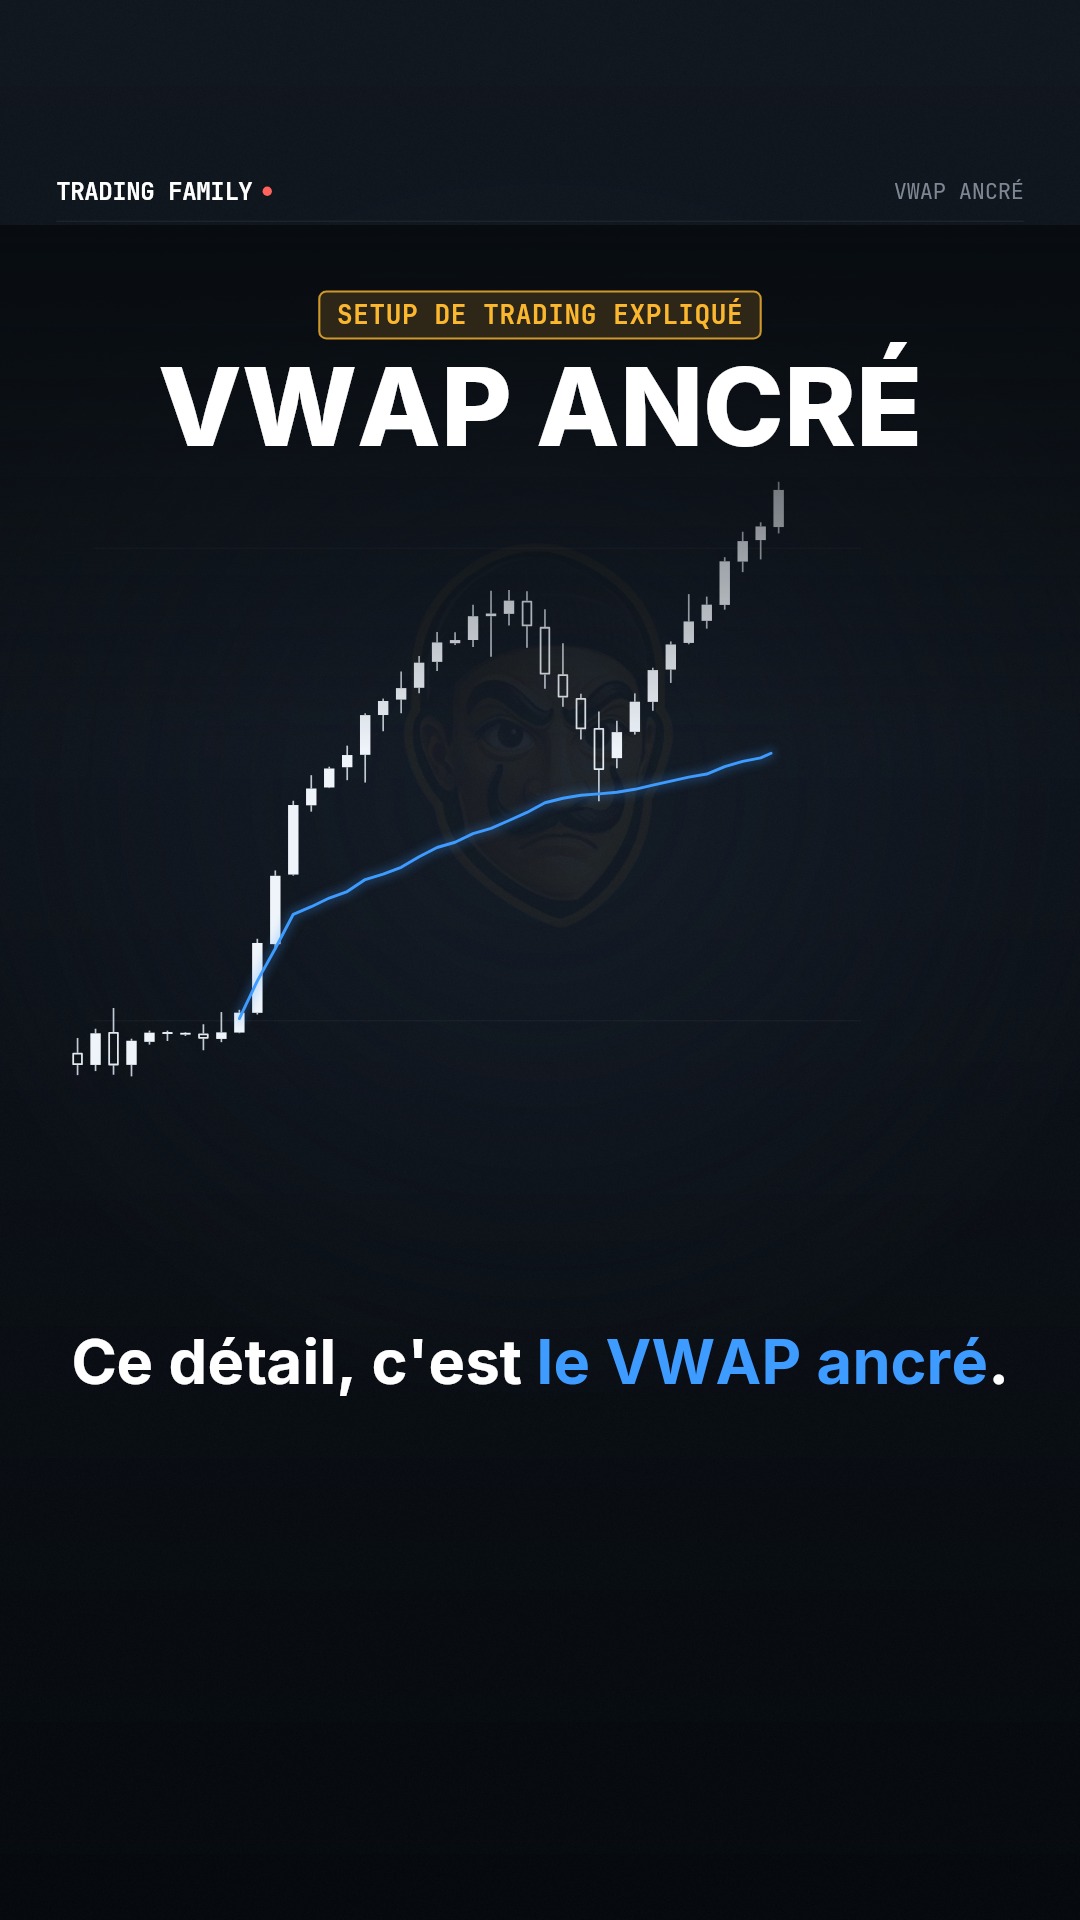 TRADING FAMILY
VWAP ANCRÉ
SETUP DE TRADING EXPLIQUÉ
VWAP ANCRÉ
Ce détail, c'est le VWAP ancré.